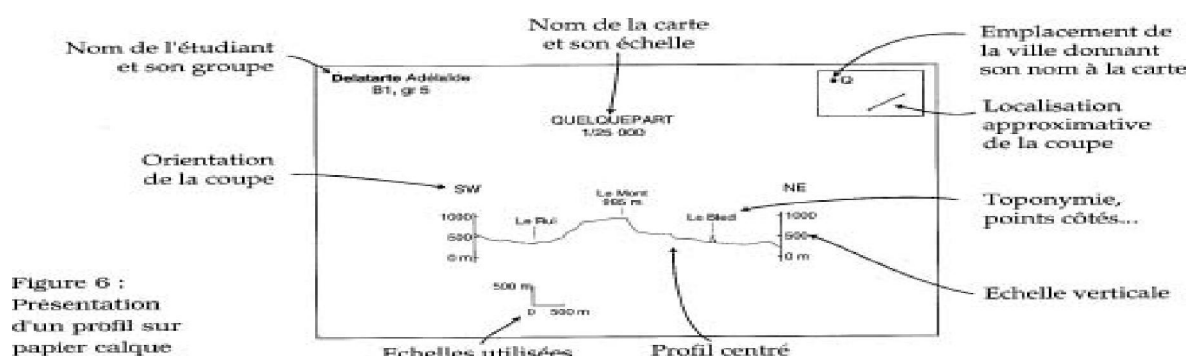 Nom de l'étudiant
et son groupe
Nom de la carte
et son échelle
Emplacement de
la ville donnant
son nom à la carte
Delatarte Adélaïde
B1, gr 5
Q
QUELQUEPART
1/25 000
Localisation
approximative
de la coupe
Orientation
de la coupe
SW
NE
Le Mont
985 m
Le Rui
Le Bled
1000
500
0 m
1000
500
0 m
Toponymie,
points côtés...
Echelle verticale
500 m
0 500 m
Echelles utilisées
Profil centré
Figure 6 :
Présentation
d'un profil sur
papier calque